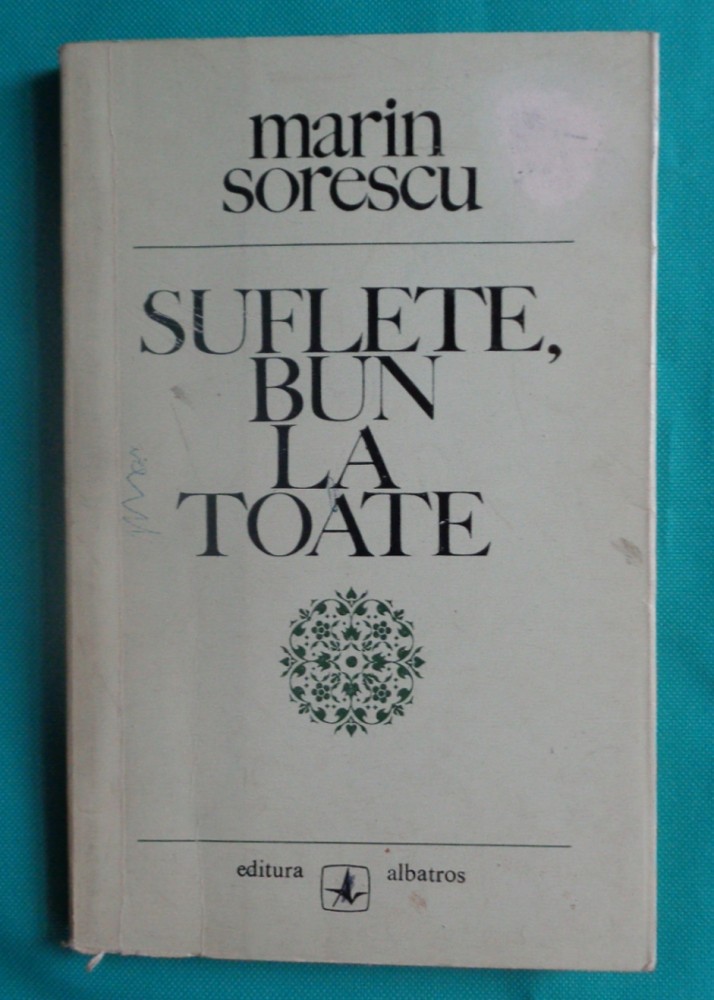 marin
sorescu
SUFLETE,
BUN
LA
TOATE
editura albatros